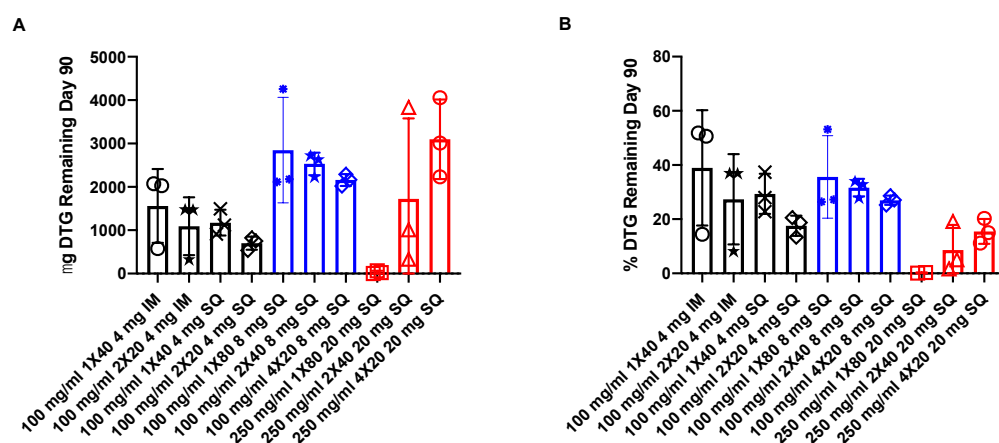 A
mg DTG Remaining Day 90
5000
4000
3000
2000
1000
0
100 mg/ml 1X40 4 mg IM
100 mg/ml 2X20 4 mg IM
100 mg/ml 1X40 4 mg SQ
100 mg/ml 2X20 4 mg SQ
100 mg/ml 1X80 8 mg SQ
100 mg/ml 2X40 8 mg SQ
100 mg/ml 4X20 8 mg SQ
250 mg/ml 1X80 20 mg SQ
250 mg/ml 2X40 20 mg SQ
250 mg/ml 4X20 20 mg SQ
B
% DTG Remaining Day 90
80
60
40
20
0
100 mg/ml 1X40 4 mg IM
100 mg/ml 2X20 4 mg IM
100 mg/ml 1X40 4 mg SQ
100 mg/ml 2X20 4 mg SQ
100 mg/ml 1X80 8 mg SQ
100 mg/ml 2X40 8 mg SQ
100 mg/ml 4X20 8 mg SQ
250 mg/ml 1X80 20 mg SQ
250 mg/ml 2X40 20 mg SQ
250 mg/ml 4X20 20 mg SQ